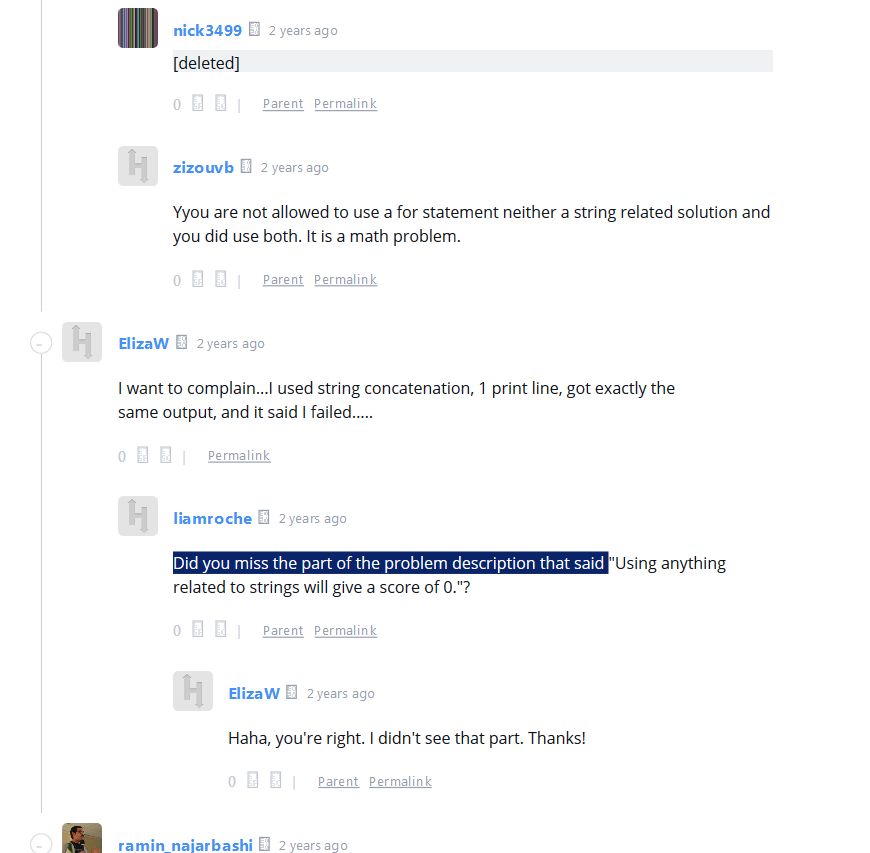 nick3499 2 years ago
[deleted]
0 | Parent Permalink
zizouvb 2 years ago
Yyou are not allowed to use a for statement neither a string related solution and
you did use both. It is a math problem.
0 | Parent Permalink
ElizaW 2 years ago
I want to complain...I used string concatenation, 1 print line, got exactly the
same output, and it said I failed.....
0 | Permalink
liamroche 2 years ago
Did you miss the part of the problem description that said "Using anything
related to strings will give a score of 0."?
0 | Parent Permalink
ElizaW 2 years ago
Haha, you're right. I didn't see that part. Thanks!
0 | Parent Permalink
ramin_najarbashi 2 years ago